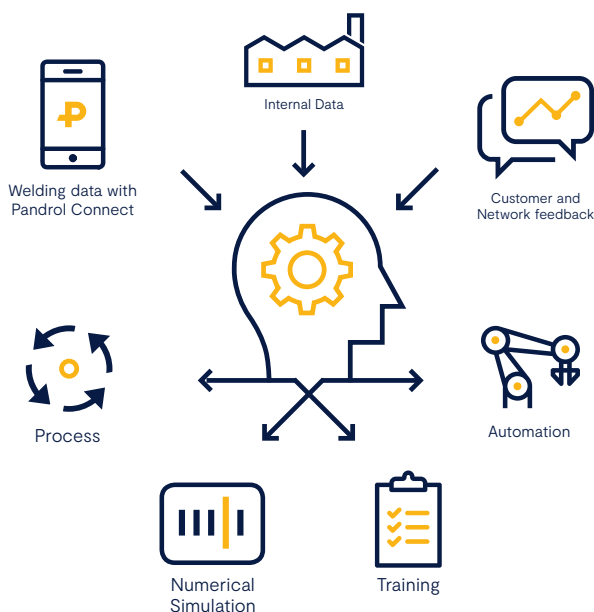 Internal Data
Welding data with
Pandrol Connect
Customer and
Network feedback
Process
Automation
Numerical
Simulation
Training